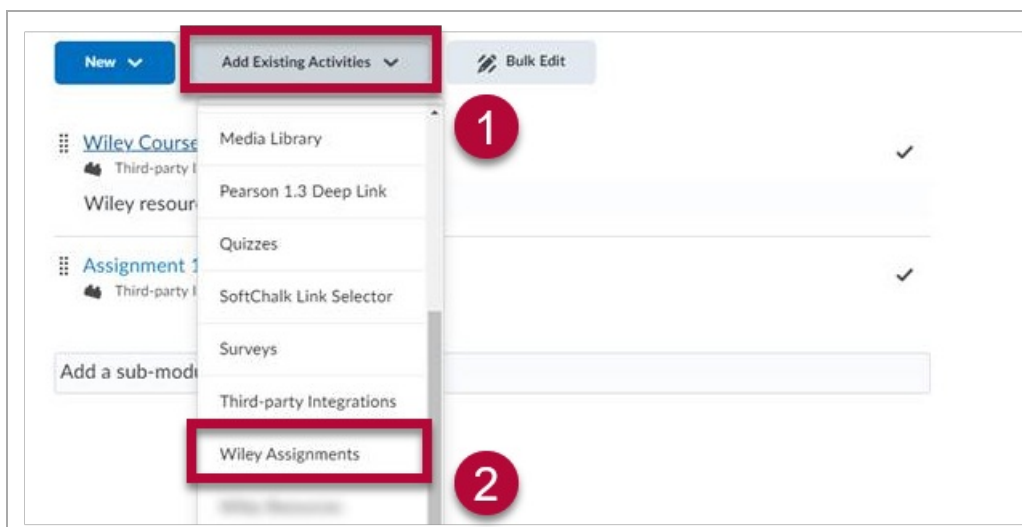 New
Add Existing Activities
Bulk Edit
1
Wiley Course
Third-party I
Wiley resour
Media Library
Pearson 1.3 Deep Link
Quizzes
Assignment 1
Third-party I
SoftChalk Link Selector
Surveys
Add a sub-modu
Third-party Integrations
Wiley Assignments
2